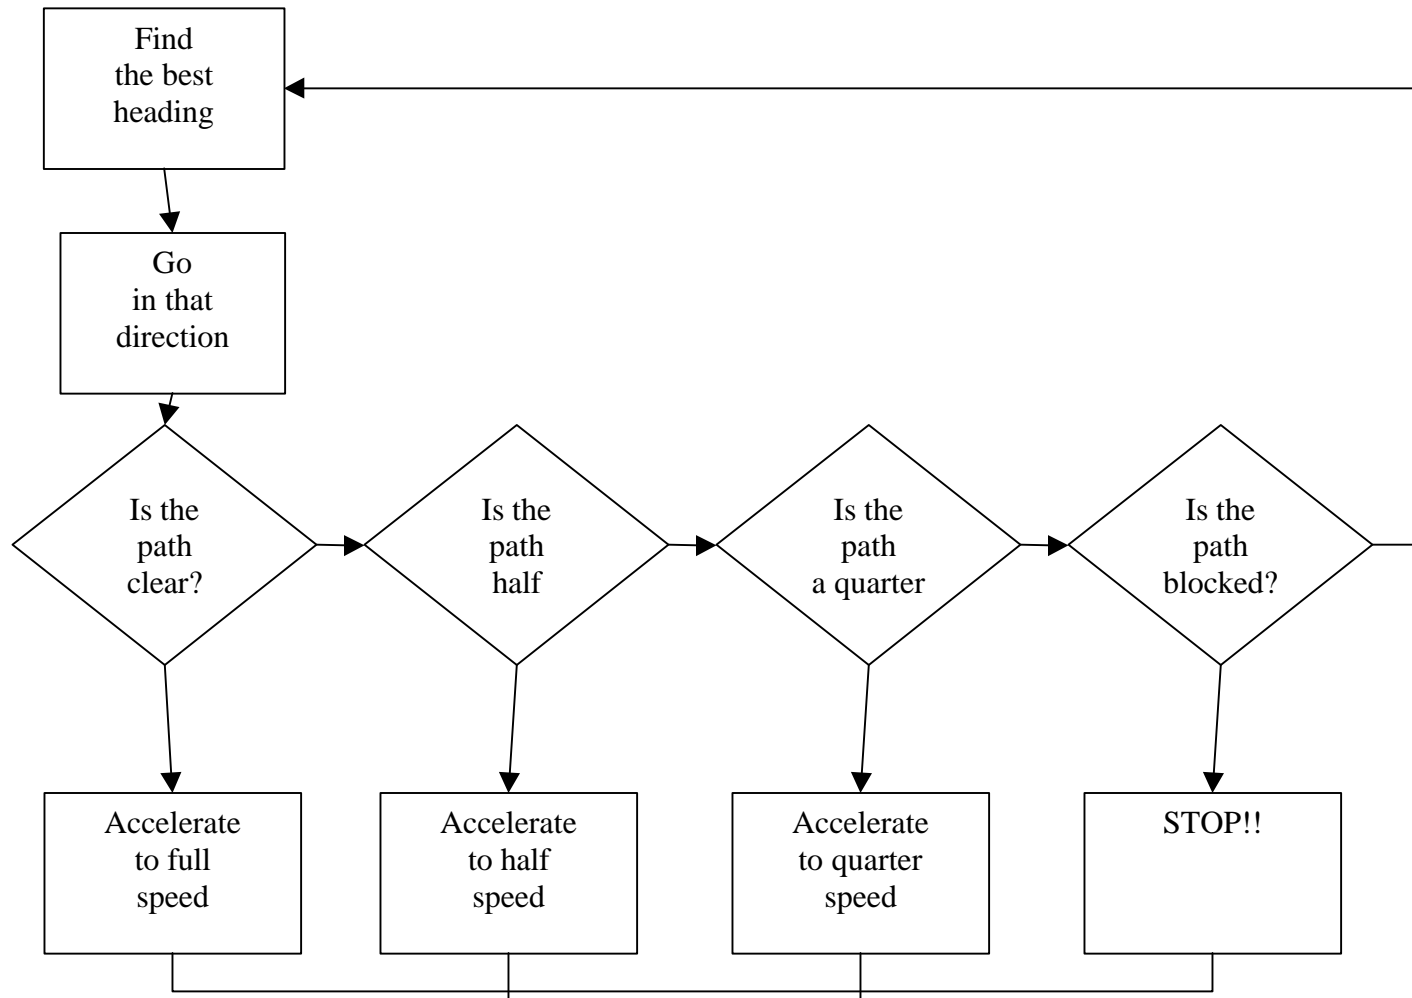 Find
the best
heading
Go
in that
direction
Is the
path
clear?
Is the
path
half
Is the
path
a quarter
Is the
path
blocked?
Accelerate
to full
speed
Accelerate
to half
speed
Accelerate
to quarter
speed
STOP!!